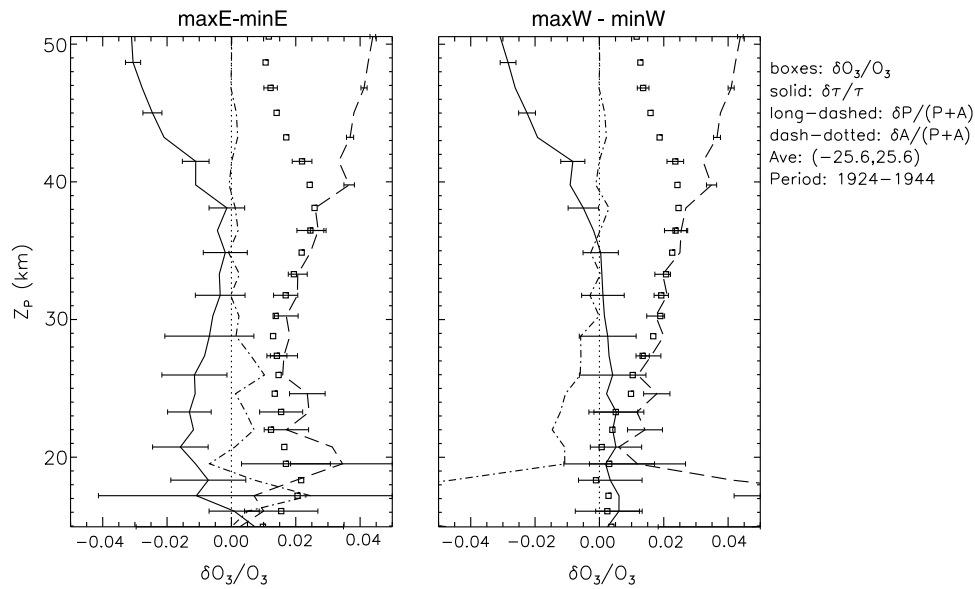 maxE-minE
maxW - minW
50
40
30
20
Z_P (km)
-0.04 -0.02 0.00 0.02 0.04
-0.04 -0.02 0.00 0.02 0.04
δO₃/O₃
δO₃/O₃
boxes: δO₃/O₃
solid: δτ/τ
long-dashed: δP/(P+A)
dash-dotted: δA/(P+A)
Ave: (-25.6,25.6)
Period: 1924-1944